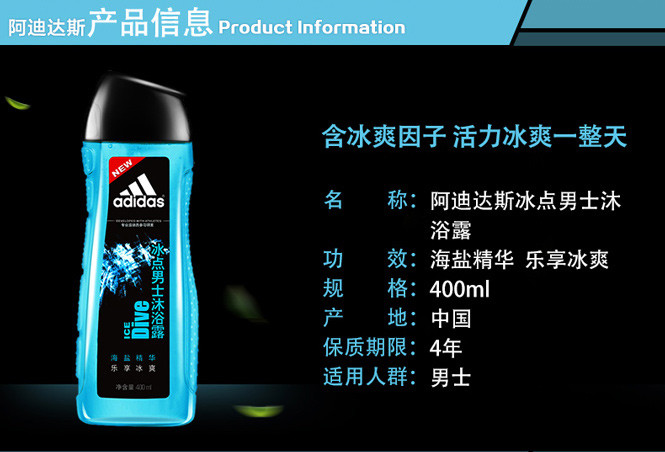 阿迪达斯产品信息 Product Information
含冰爽因子 活力冰爽一整天
名 称：阿迪达斯冰点男士沐
浴露
功 效：海盐精华 乐享冰爽
规 格：400ml
产 地：中国
保质期限：4年
适用人群：男士
NEW
adidas
DEVELOPED WITH ATHLETES
冰点男士沐浴露
ICE
Dive
海盐精华
乐享冰爽
净含量 400ml